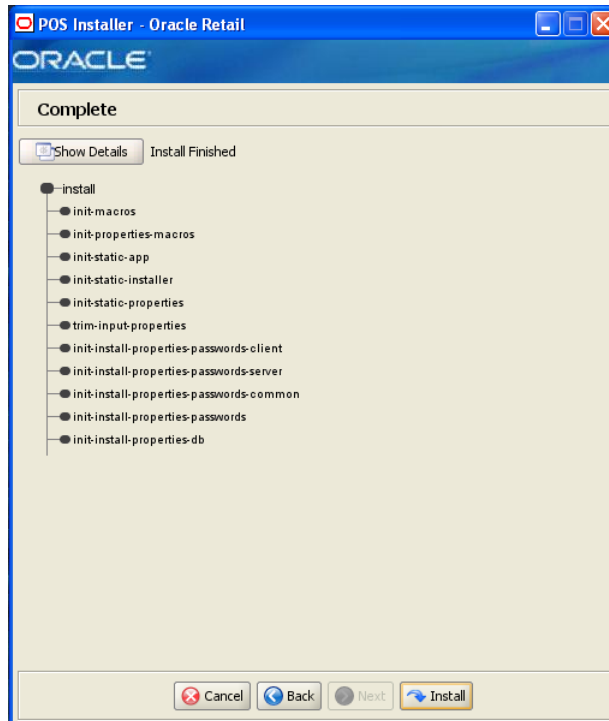 POS Installer - Oracle Retail
ORACLE
Complete
Show Details Install Finished
install
init-macros
init-properties-macros
init-static-app
init-static-installer
init-static-properties
trim-input-properties
init-install-properties-passwords-client
init-install-properties-passwords-server
init-install-properties-passwords-common
init-install-properties-passwords
init-install-properties-db
Cancel Back Next Install